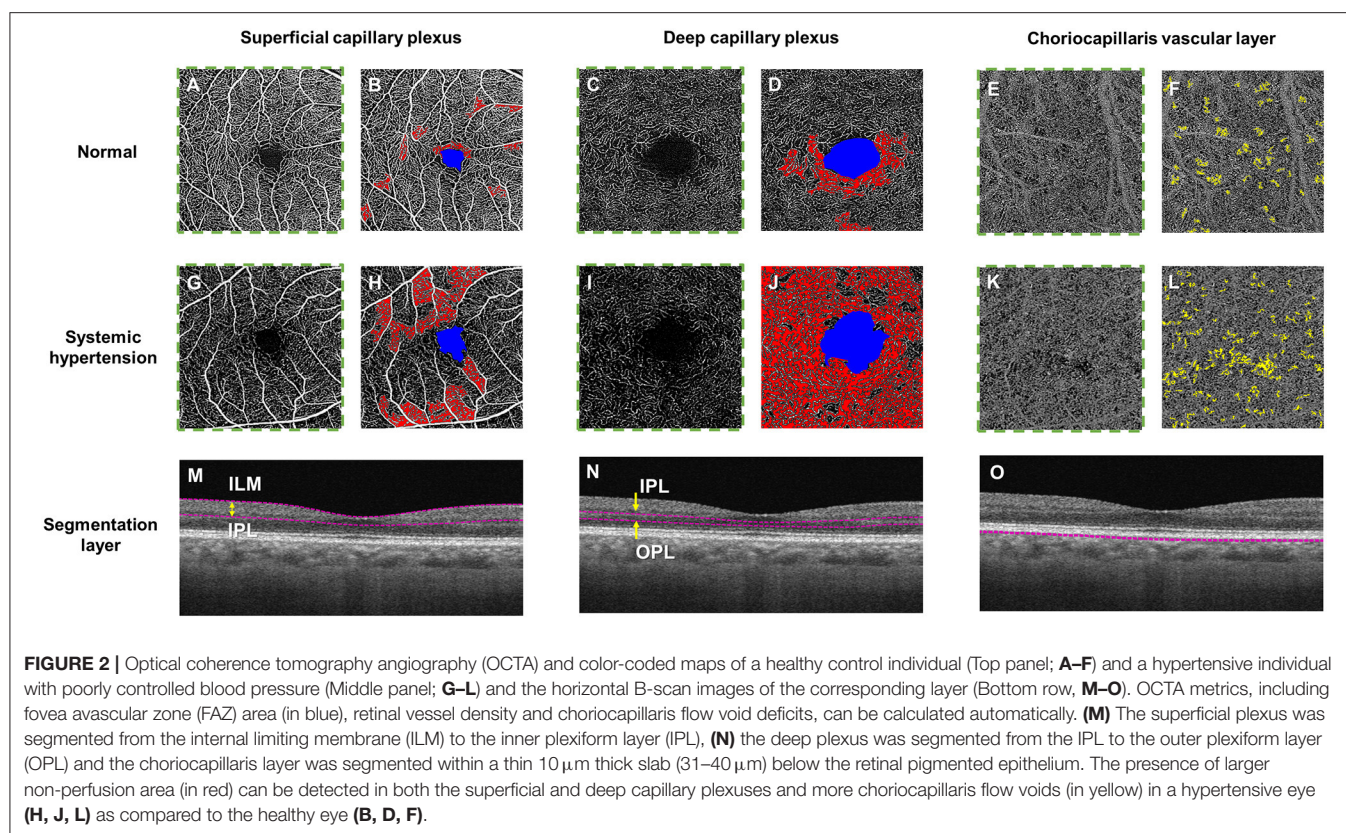 Superficial capillary plexus
Deep capillary plexus
Choriocapillaris vascular layer
Normal
A
B
C
D
E
F
Systemic
hypertension
G
H
I
J
K
L
Segmentation
layer
M
ILM
IPL
N
IPL
OPL
O
FIGURE 2 | Optical coherence tomography angiography (OCTA) and color-coded maps of a healthy control individual (Top panel; A–F) and a hypertensive individual
with poorly controlled blood pressure (Middle panel; G–L) and the horizontal B-scan images of the corresponding layer (Bottom row, M–O). OCTA metrics, including
fovea avascular zone (FAZ) area (in blue), retinal vessel density and choriocapillaris flow void deficits, can be calculated automatically. (M) The superficial plexus was
segmented from the internal limiting membrane (ILM) to the inner plexiform layer (IPL), (N) the deep plexus was segmented from the IPL to the outer plexiform layer
(OPL) and the choriocapillaris layer was segmented within a thin 10 μm thick slab (31–40 μm) below the retinal pigmented epithelium. The presence of larger
non-perfusion area (in red) can be detected in both the superficial and deep capillary plexuses and more choriocapillaris flow voids (in yellow) in a hypertensive eye
(H, J, L) as compared to the healthy eye (B, D, F).